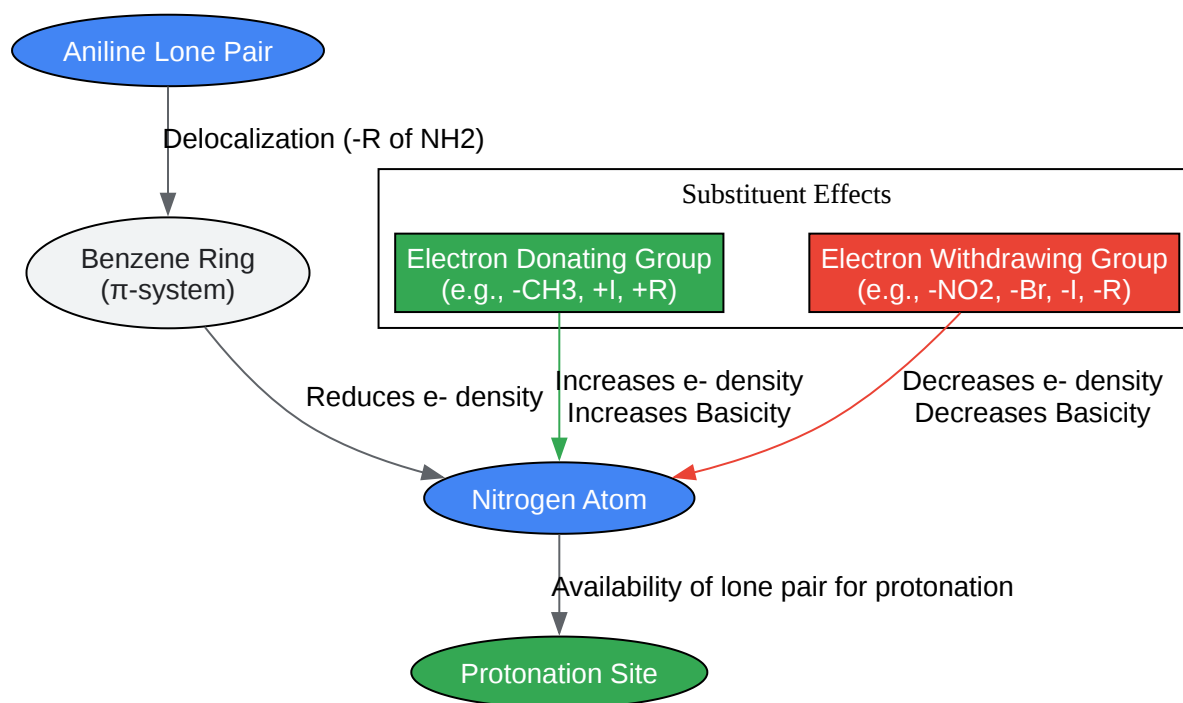 Aniline Lone Pair
Delocalization (-R of NH2)
Substituent Effects
Benzene Ring
(π-system)
Electron Donating Group
(e.g., -CH3, +I, +R)
Electron Withdrawing Group
(e.g., -NO2, -Br, -I, -R)
Reduces e- density
Increases e- density
Increases Basicity
Decreases e- density
Decreases Basicity
Nitrogen Atom
Availability of lone pair for protonation
Protonation Site